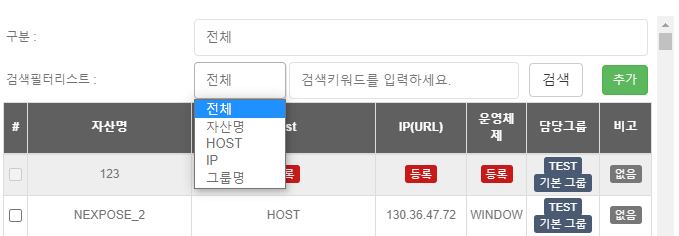 구분 :
전체
검색필터리스트 :
전체
검색키워드를 입력하세요.
검색
추가
전체
자산명
HOST
IP
그룹명
#
자산명
st
IP(URL)
운영체
제
담당그룹
비고
123
록
등록
등록
TEST
기본 그룹
없음
NEXPOSE_2
HOST
130.36.47.72
WINDOW
TEST
기본 그룹
없음